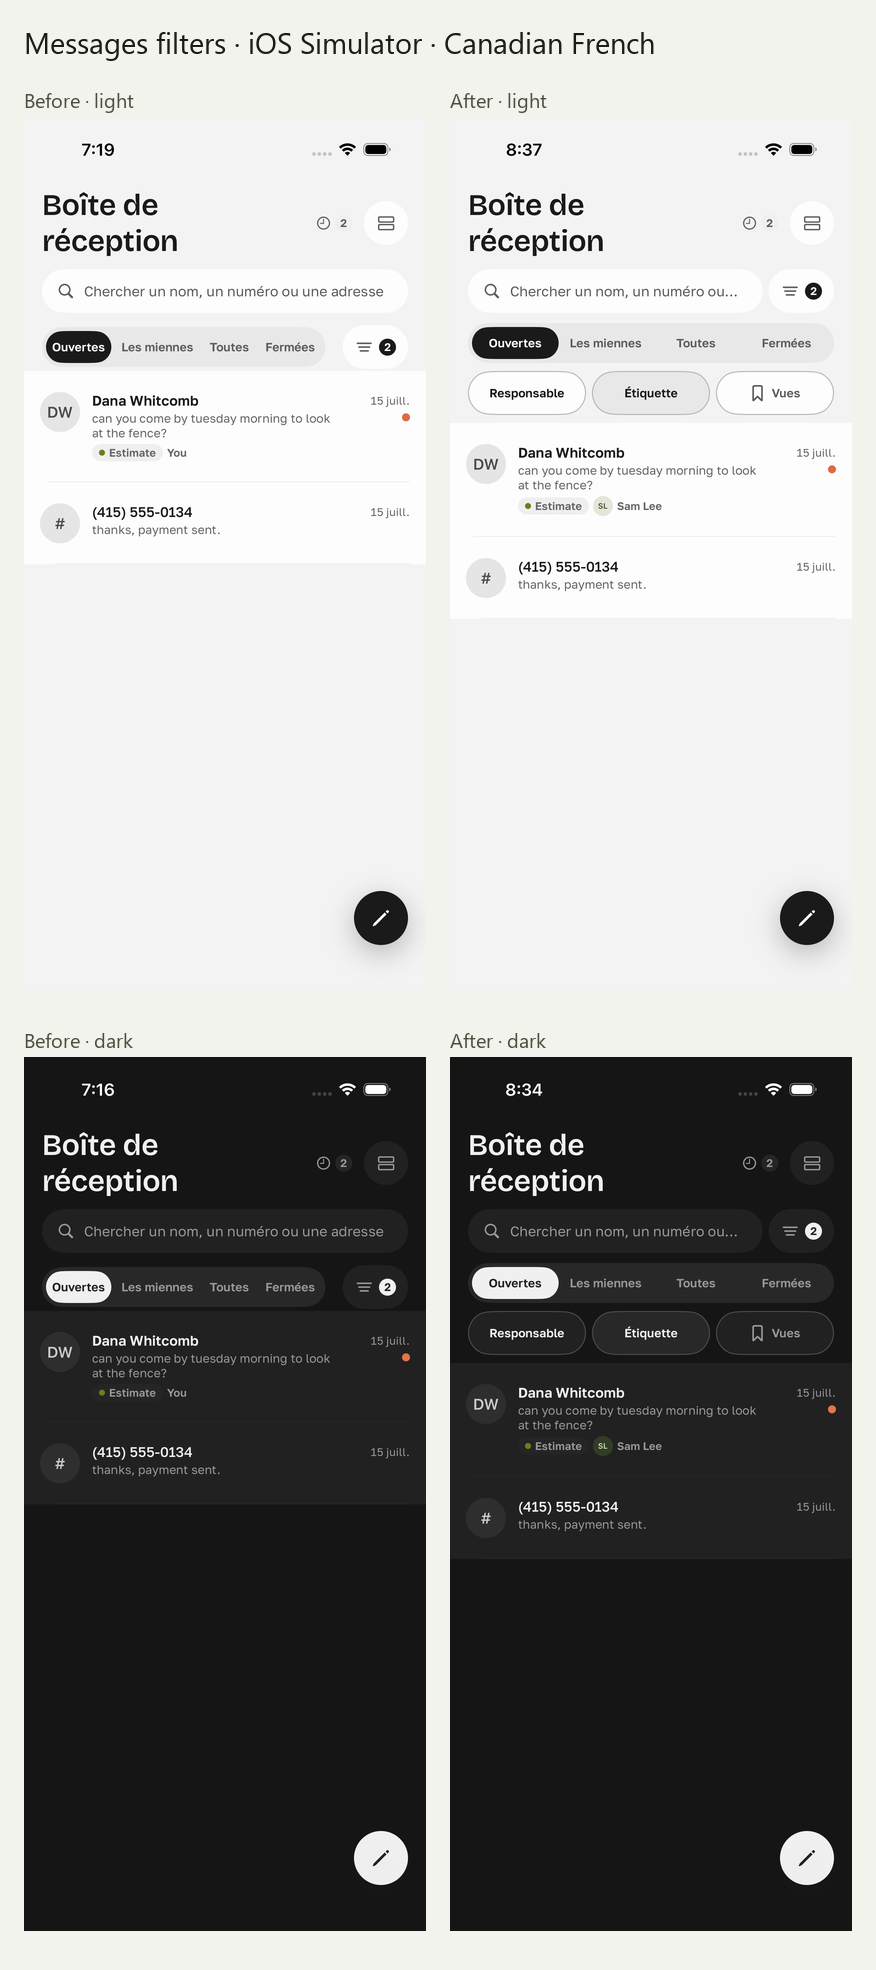 Messages filters · iOS Simulator · Canadian French
Before · light
7:19
Boîte de
réception
2
Chercher un nom, un numéro ou une adresse
Ouvertes Les miennes Toutes Fermées 2
DW Dana Whitcomb 15 juill.
can you come by tuesday morning to look
at the fence?
Estimate You
# (415) 555-0134 15 juill.
thanks, payment sent.
After · light
8:37
Boîte de
réception
2
Chercher un nom, un numéro ou... 2
Ouvertes Les miennes Toutes Fermées
Responsable Étiquette Vues
DW Dana Whitcomb 15 juill.
can you come by tuesday morning to look
at the fence?
Estimate SL Sam Lee
# (415) 555-0134 15 juill.
thanks, payment sent.
Before · dark
7:16
Boîte de
réception
2
Chercher un nom, un numéro ou une adresse
Ouvertes Les miennes Toutes Fermées 2
DW Dana Whitcomb 15 juill.
can you come by tuesday morning to look
at the fence?
Estimate You
# (415) 555-0134 15 juill.
thanks, payment sent.
After · dark
8:34
Boîte de
réception
2
Chercher un nom, un numéro ou... 2
Ouvertes Les miennes Toutes Fermées
Responsable Étiquette Vues
DW Dana Whitcomb 15 juill.
can you come by tuesday morning to look
at the fence?
Estimate SL Sam Lee
# (415) 555-0134 15 juill.
thanks, payment sent.